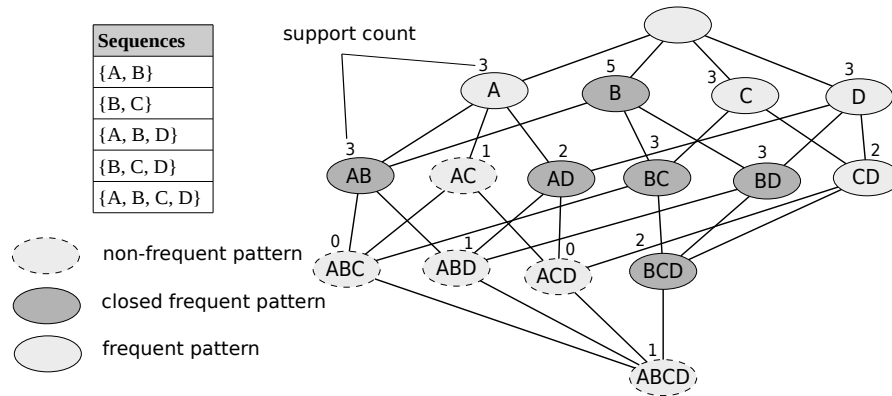 Sequences
{A, B}
{B, C}
{A, B, D}
{B, C, D}
{A, B, C, D}
support count
3 5 3 3
A B C D
3 1 2 3 3 2
AB AC AD BC BD CD
0 1 0 2
ABC ABD ACD BCD
1
ABCD
non-frequent pattern
closed frequent pattern
frequent pattern